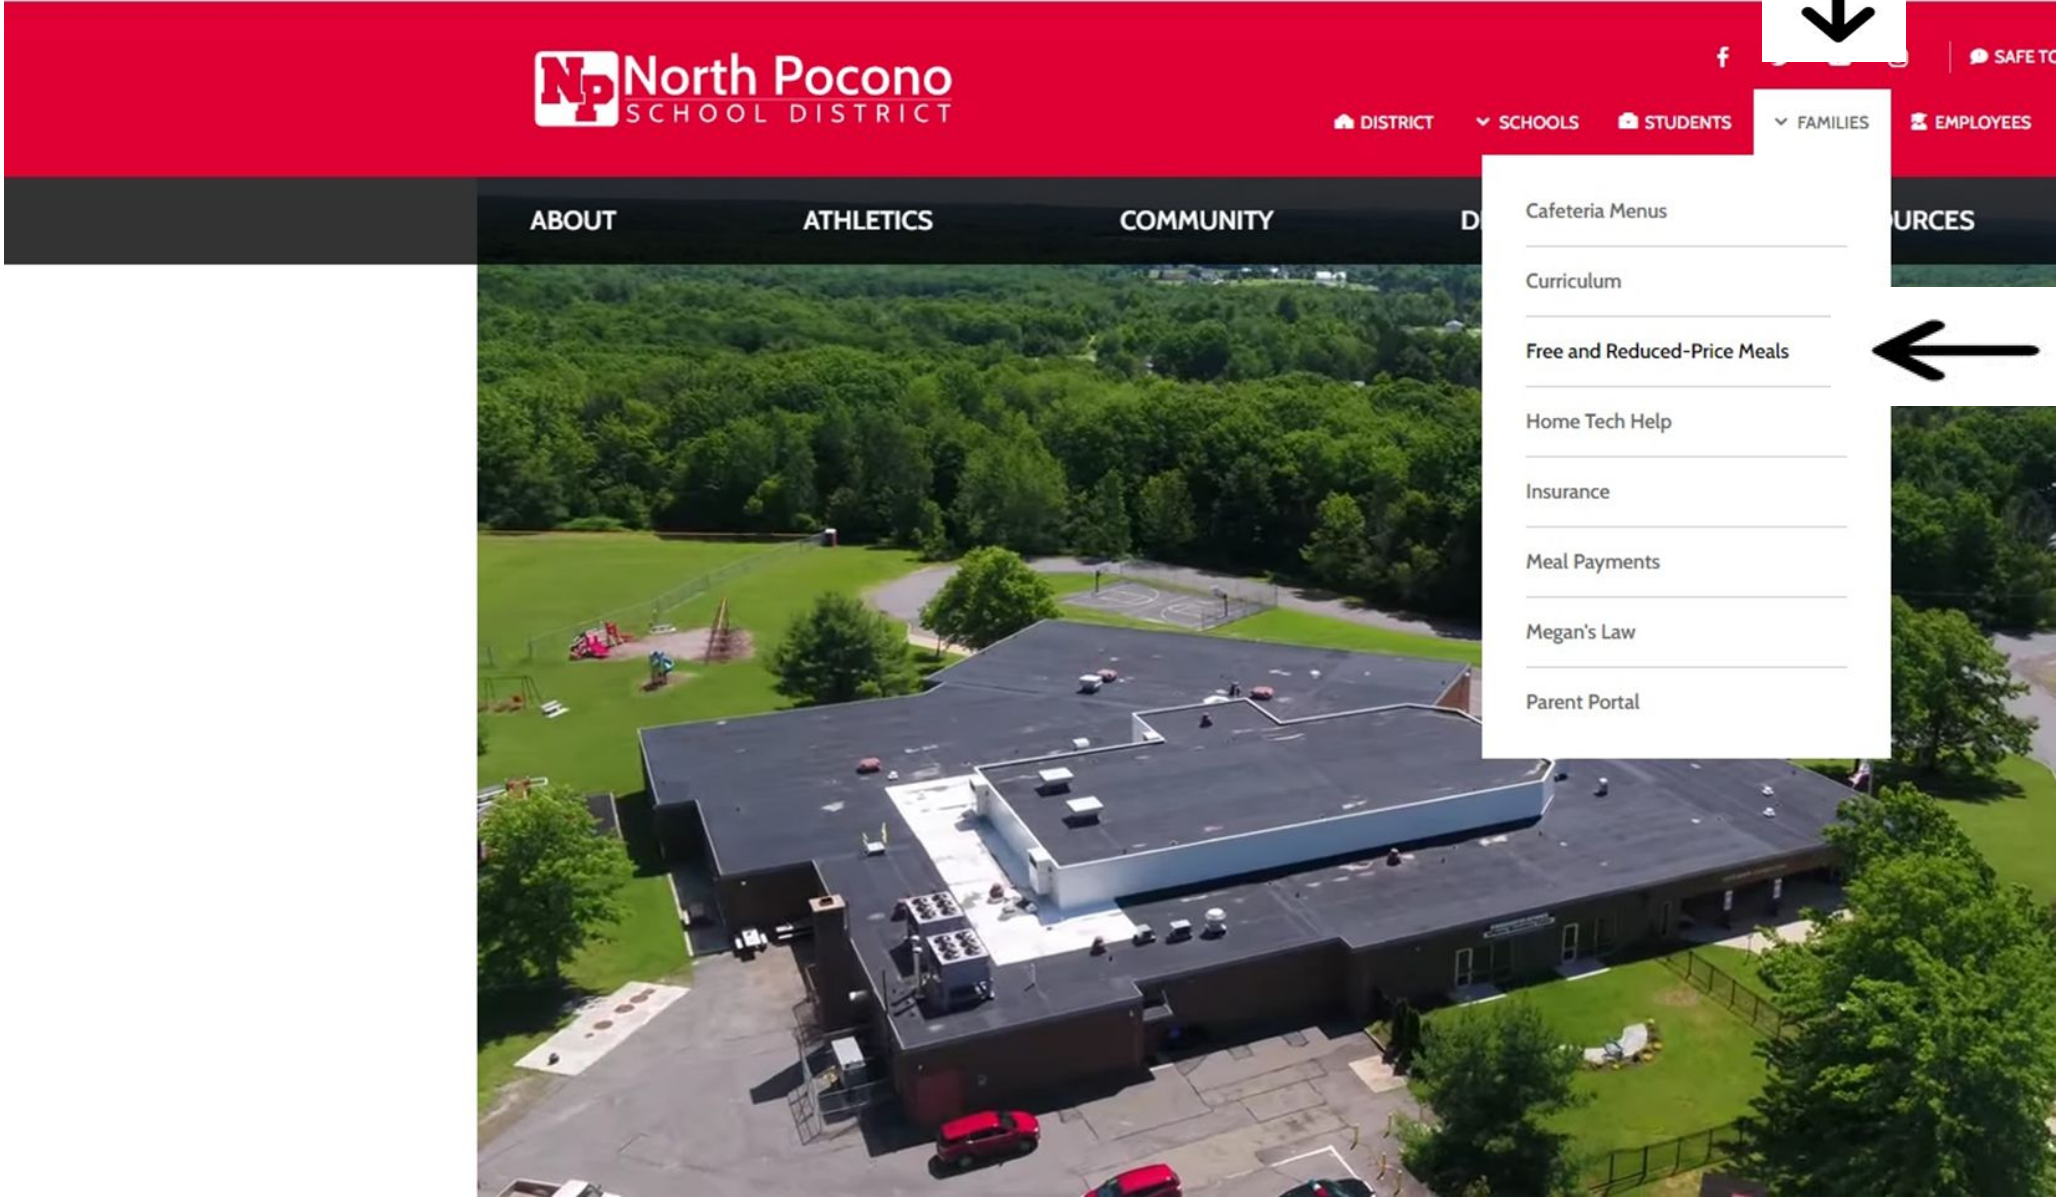 NP North Pocono
SCHOOL DISTRICT
SAFE TO
DISTRICT SCHOOLS STUDENTS FAMILIES EMPLOYEES
ABOUT ATHLETICS COMMUNITY D URCES
Cafeteria Menus
Curriculum
Free and Reduced-Price Meals
Home Tech Help
Insurance
Meal Payments
Megan's Law
Parent Portal